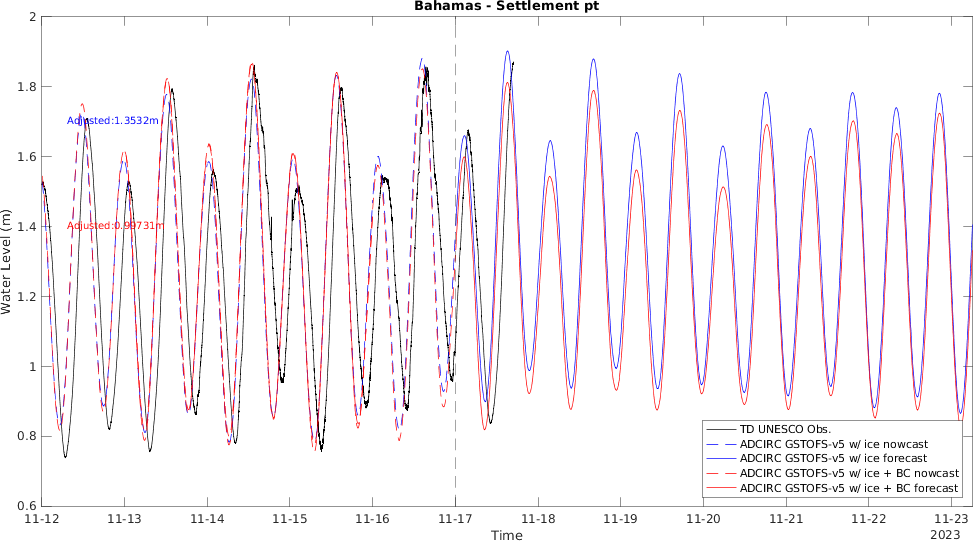 Bahamas - Settlement pt
Water Level (m)
2
1.8
1.6
1.4
1.2
1
0.8
0.6
Adjusted:1.3532m
Adjusted:0.99731m
TD UNESCO Obs.
ADCIRC GSTOFS-v5 w/ ice nowcast
ADCIRC GSTOFS-v5 w/ ice forecast
ADCIRC GSTOFS-v5 w/ ice + BC nowcast
ADCIRC GSTOFS-v5 w/ ice + BC forecast
11-12 11-13 11-14 11-15 11-16 11-17 11-18 11-19 11-20 11-21 11-22 11-23
Time
2023